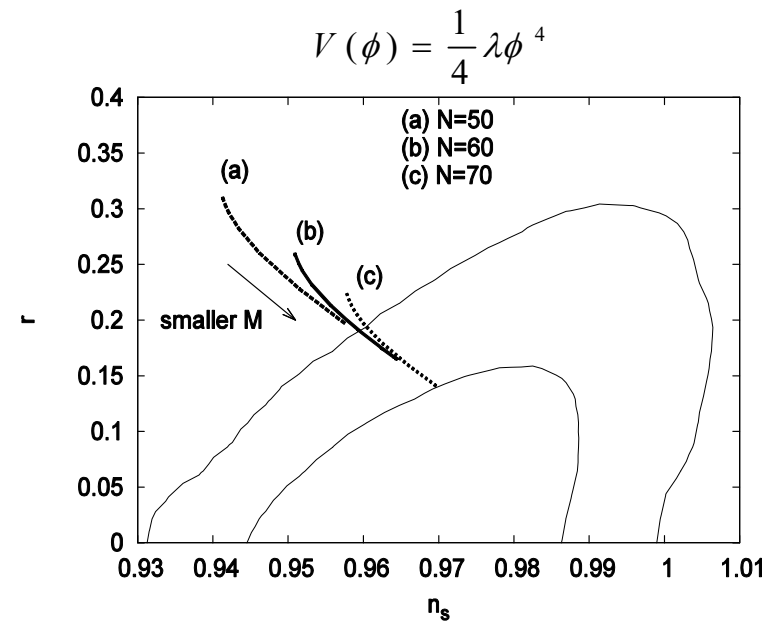 V(ϕ) = 1/4 λϕ⁴
0.4
0.35
0.3
0.25
0.2
0.15
0.1
0.05
0
r
(a) N=50
(b) N=60
(c) N=70
(a)
(b)
(c)
smaller M
0.93 0.94 0.95 0.96 0.97 0.98 0.99 1 1.01
nₛ